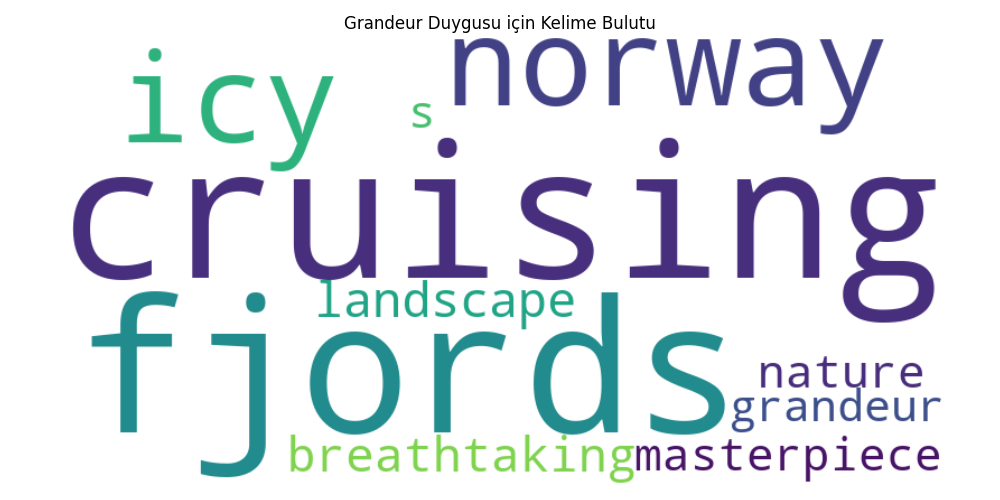 Grandeur Duygusu için Kelime Bulutu
icy
norway
s
cruising
landscape
fjords
nature
grandeur
breathtaking
masterpiece